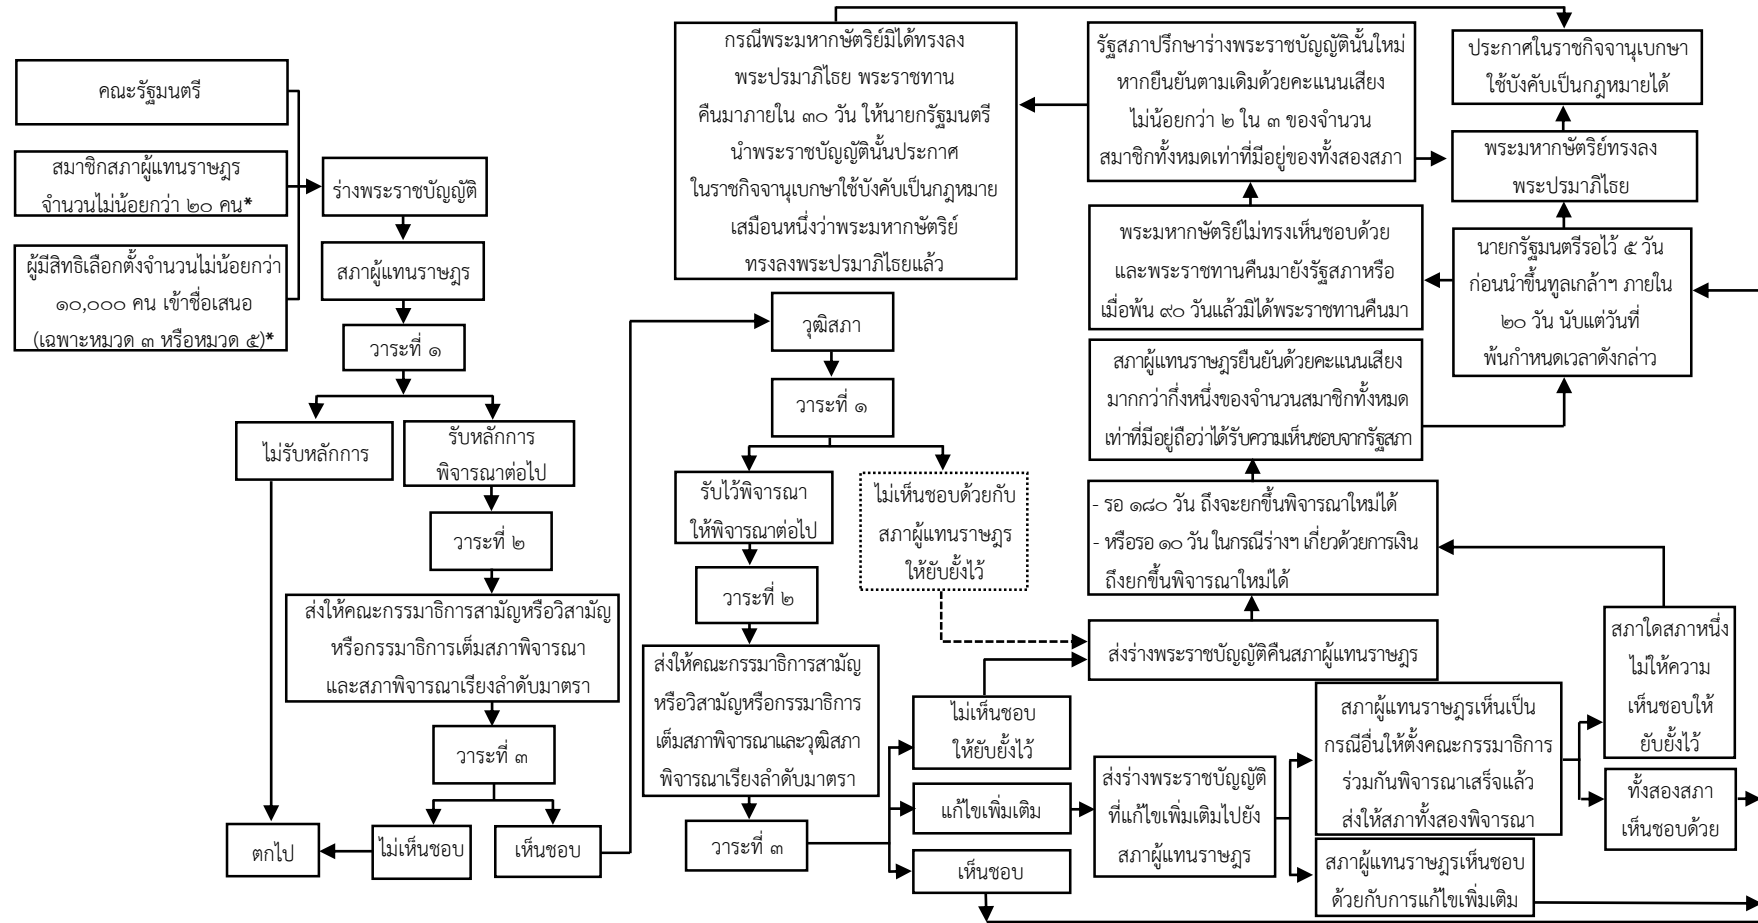 คณะรัฐมนตรี
สมาชิกสภาผู้แทนราษฎร
จำนวนไม่น้อยกว่า ๒๐ คน*
ผู้มีสิทธิเลือกตั้งจำนวนไม่น้อยกว่า
๑๐,๐๐๐ คน เข้าชื่อเสนอ
(เฉพาะหมวด ๓ หรือหมวด ๕)*
ร่างพระราชบัญญัติ
สภาผู้แทนราษฎร
วาระที่ ๑
ไม่รับหลักการ
รับหลักการ
พิจารณาต่อไป
วาระที่ ๒
ส่งให้คณะกรรมาธิการสามัญหรือวิสามัญ
หรือกรรมาธิการเต็มสภาพิจารณา
และสภาพิจารณาเรียงลำดับมาตรา
วาระที่ ๓
ตกไป
ไม่เห็นชอบ
เห็นชอบ
กรณีพระมหากษัตริย์มิได้ทรงลง
พระปรมาภิไธย พระราชทาน
คืนมาภายใน ๓๐ วัน ให้นายกรัฐมนตรี
นำพระราชบัญญัตินั้นประกาศ
ในราชกิจจานุเบกษาใช้บังคับเป็นกฎหมาย
เสมือนหนึ่งว่าพระมหากษัตริย์
ทรงลงพระปรมาภิไธยแล้ว
วุฒิสภา
วาระที่ ๑
รับไว้พิจารณา
ให้พิจารณาต่อไป
ไม่เห็นชอบด้วยกับ
สภาผู้แทนราษฎร
ให้ยับยั้งไว้
วาระที่ ๒
ส่งให้คณะกรรมาธิการสามัญ
หรือวิสามัญหรือกรรมาธิการ
เต็มสภาพิจารณาและวุฒิสภา
พิจารณาเรียงลำดับมาตรา
วาระที่ ๓
ไม่เห็นชอบ
ให้ยับยั้งไว้
แก้ไขเพิ่มเติม
เห็นชอบ
รัฐสภาปรึกษาร่างพระราชบัญญัตินั้นใหม่
หากยืนยันตามเดิมด้วยคะแนนเสียง
ไม่น้อยกว่า ๒ ใน ๓ ของจำนวน
สมาชิกทั้งหมดเท่าที่มีอยู่ของทั้งสองสภา
พระมหากษัตริย์ไม่ทรงเห็นชอบด้วย
และพระราชทานคืนมายังรัฐสภาหรือ
เมื่อพ้น ๙๐ วันแล้วมิได้พระราชทานคืนมา
สภาผู้แทนราษฎรยืนยันด้วยคะแนนเสียง
มากกว่ากึ่งหนึ่งของจำนวนสมาชิกทั้งหมด
เท่าที่มีอยู่ถือว่าได้รับความเห็นชอบจากรัฐสภา
- รอ ๑๘๐ วัน ถึงจะยกขึ้นพิจารณาใหม่ได้
- หรือรอ ๑๐ วัน ในกรณีร่างฯ เกี่ยวด้วยการเงิน
ถึงยกขึ้นพิจารณาใหม่ได้
ส่งร่างพระราชบัญญัติคืนสภาผู้แทนราษฎร
ส่งร่างพระราชบัญญัติ
ที่แก้ไขเพิ่มเติมไปยัง
สภาผู้แทนราษฎร
สภาผู้แทนราษฎรเห็นเป็น
กรณีอื่นให้ตั้งคณะกรรมาธิการ
ร่วมกันพิจารณาเสร็จแล้ว
ส่งให้สภาทั้งสองพิจารณา
สภาผู้แทนราษฎรเห็นชอบ
ด้วยกับการแก้ไขเพิ่มเติม
ประกาศในราชกิจจานุเบกษา
ใช้บังคับเป็นกฎหมายได้
พระมหากษัตริย์ทรงลง
พระปรมาภิไธย
นายกรัฐมนตรีรอไว้ ๕ วัน
ก่อนนำขึ้นทูลเกล้าฯ ภายใน
๒๐ วัน นับแต่วันที่
พ้นกำหนดเวลาดังกล่าว
สภาใดสภาหนึ่ง
ไม่ให้ความ
เห็นชอบให้
ยับยั้งไว้
ทั้งสองสภา
เห็นชอบด้วย